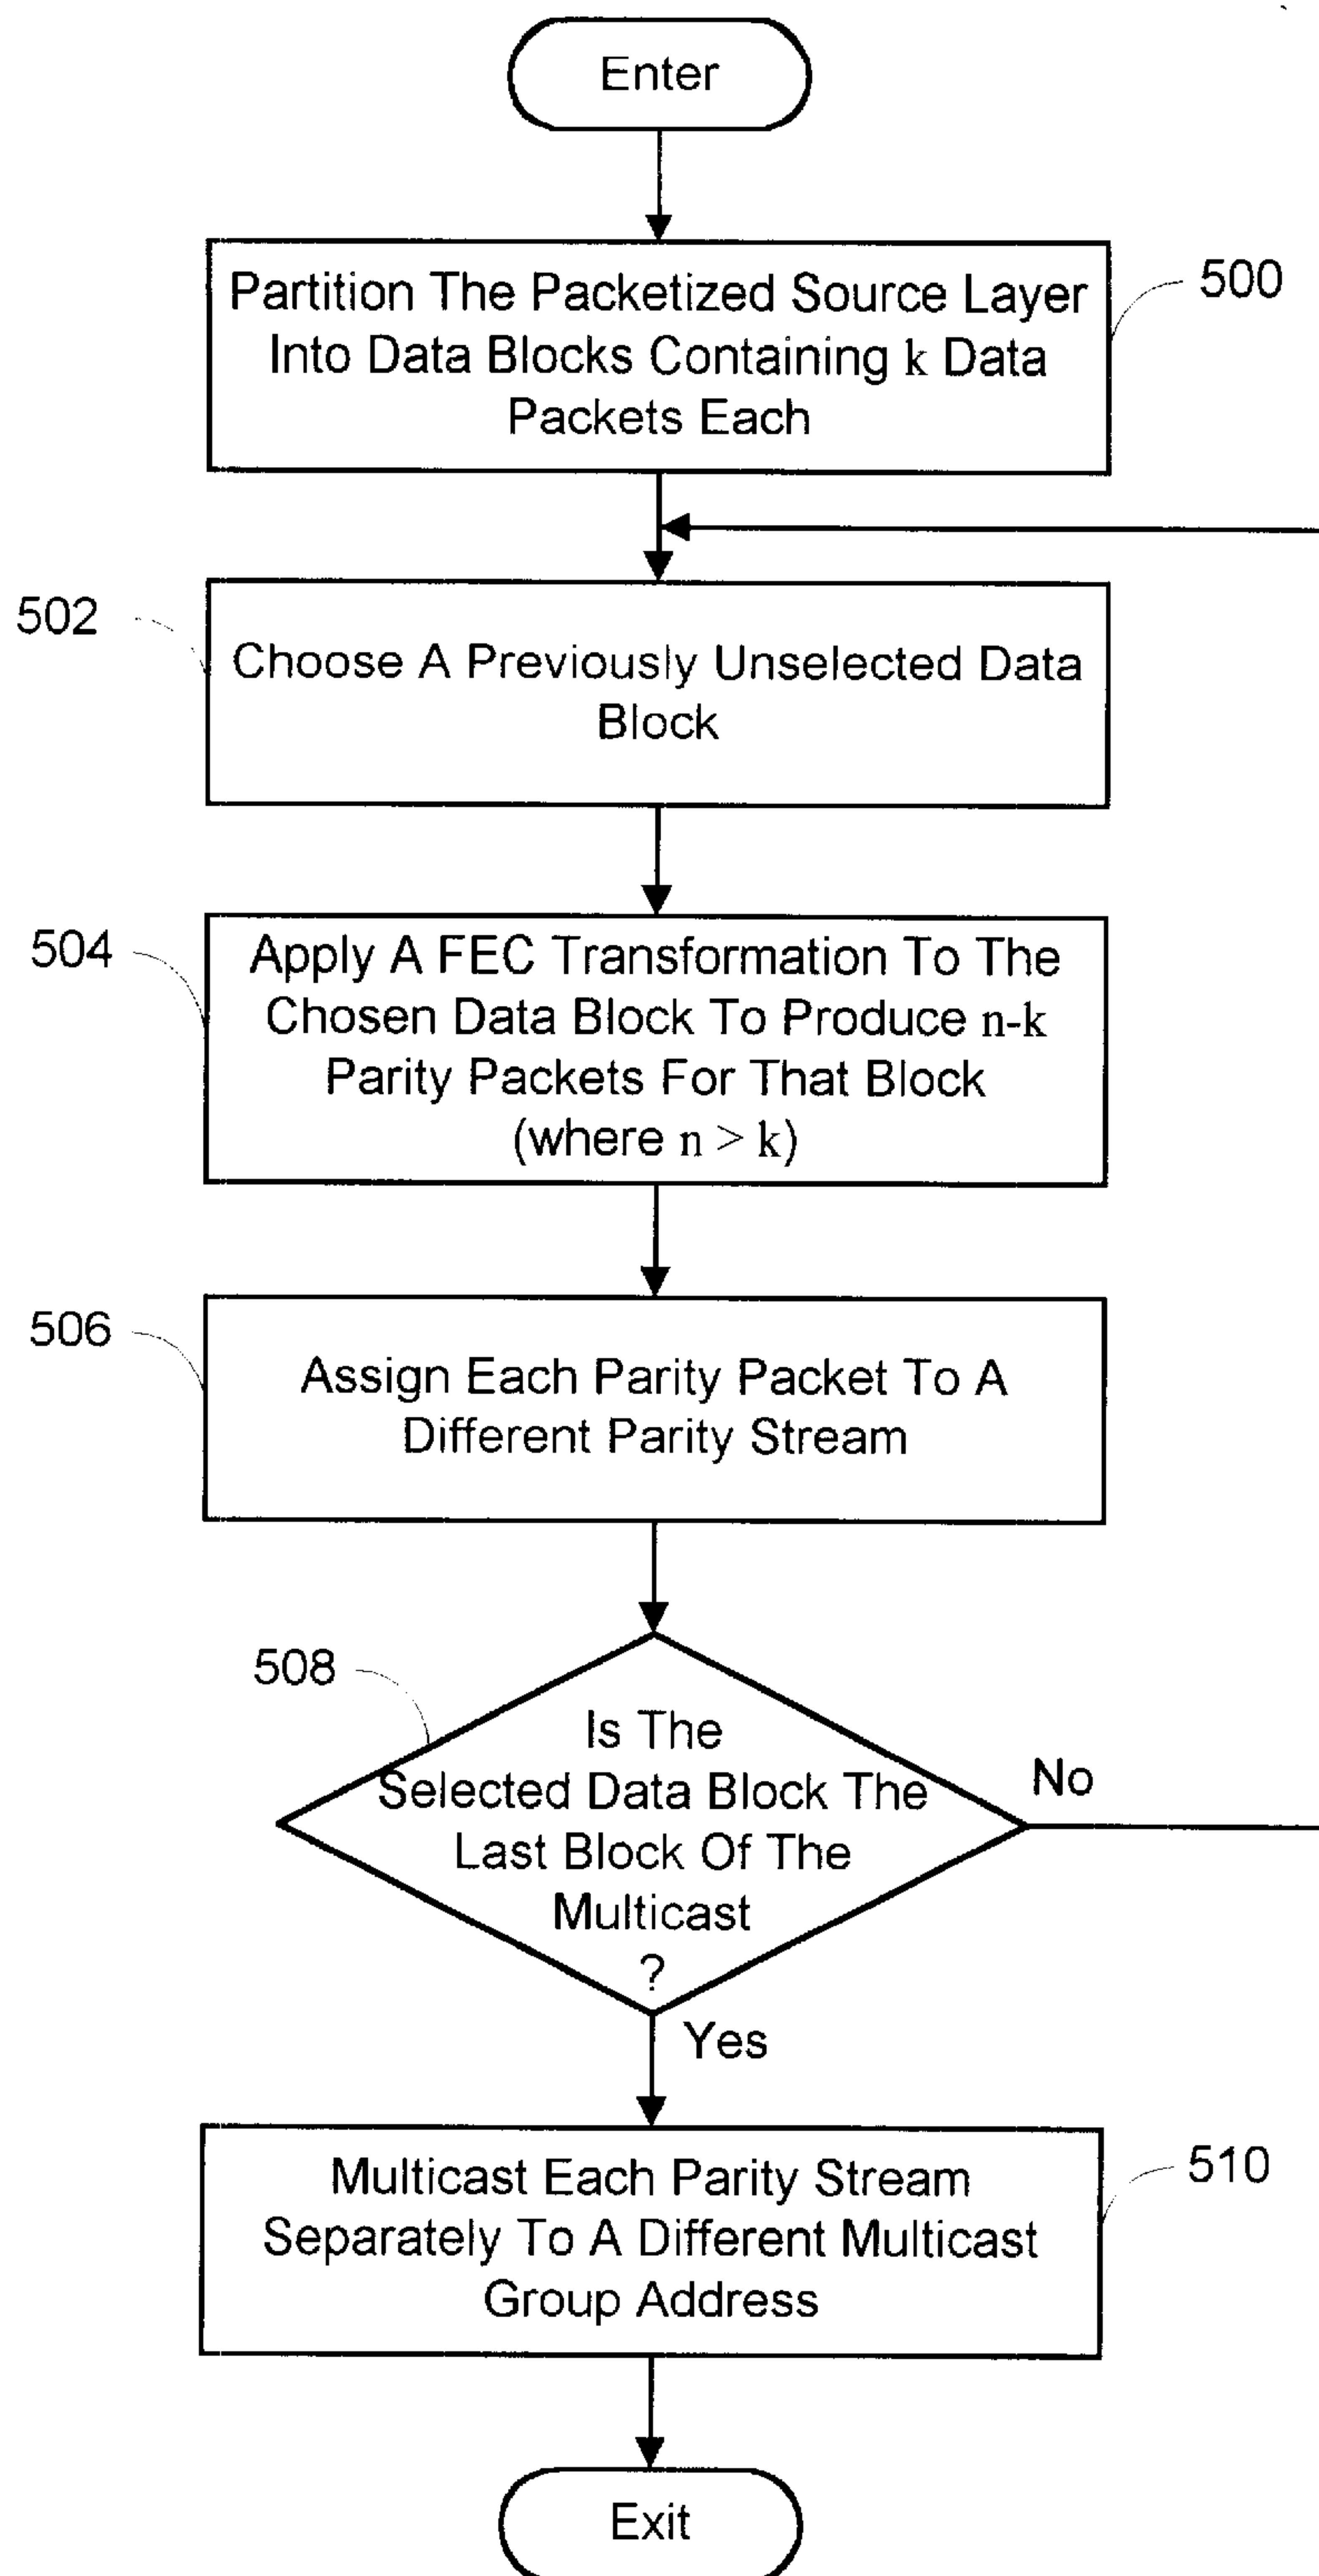 Enter
Partition The Packetized Source Layer
Into Data Blocks Containing k Data
Packets Each
500
502
Choose A Previously Unselected Data
Block
504
Apply A FEC Transformation To The
Chosen Data Block To Produce n-k
Parity Packets For That Block
(where n > k)
506
Assign Each Parity Packet To A
Different Parity Stream
508
Is The
Selected Data Block The
Last Block Of The
Multicast
?
No
Yes
Multicast Each Parity Stream
Separately To A Different Multicast
Group Address
510
Exit